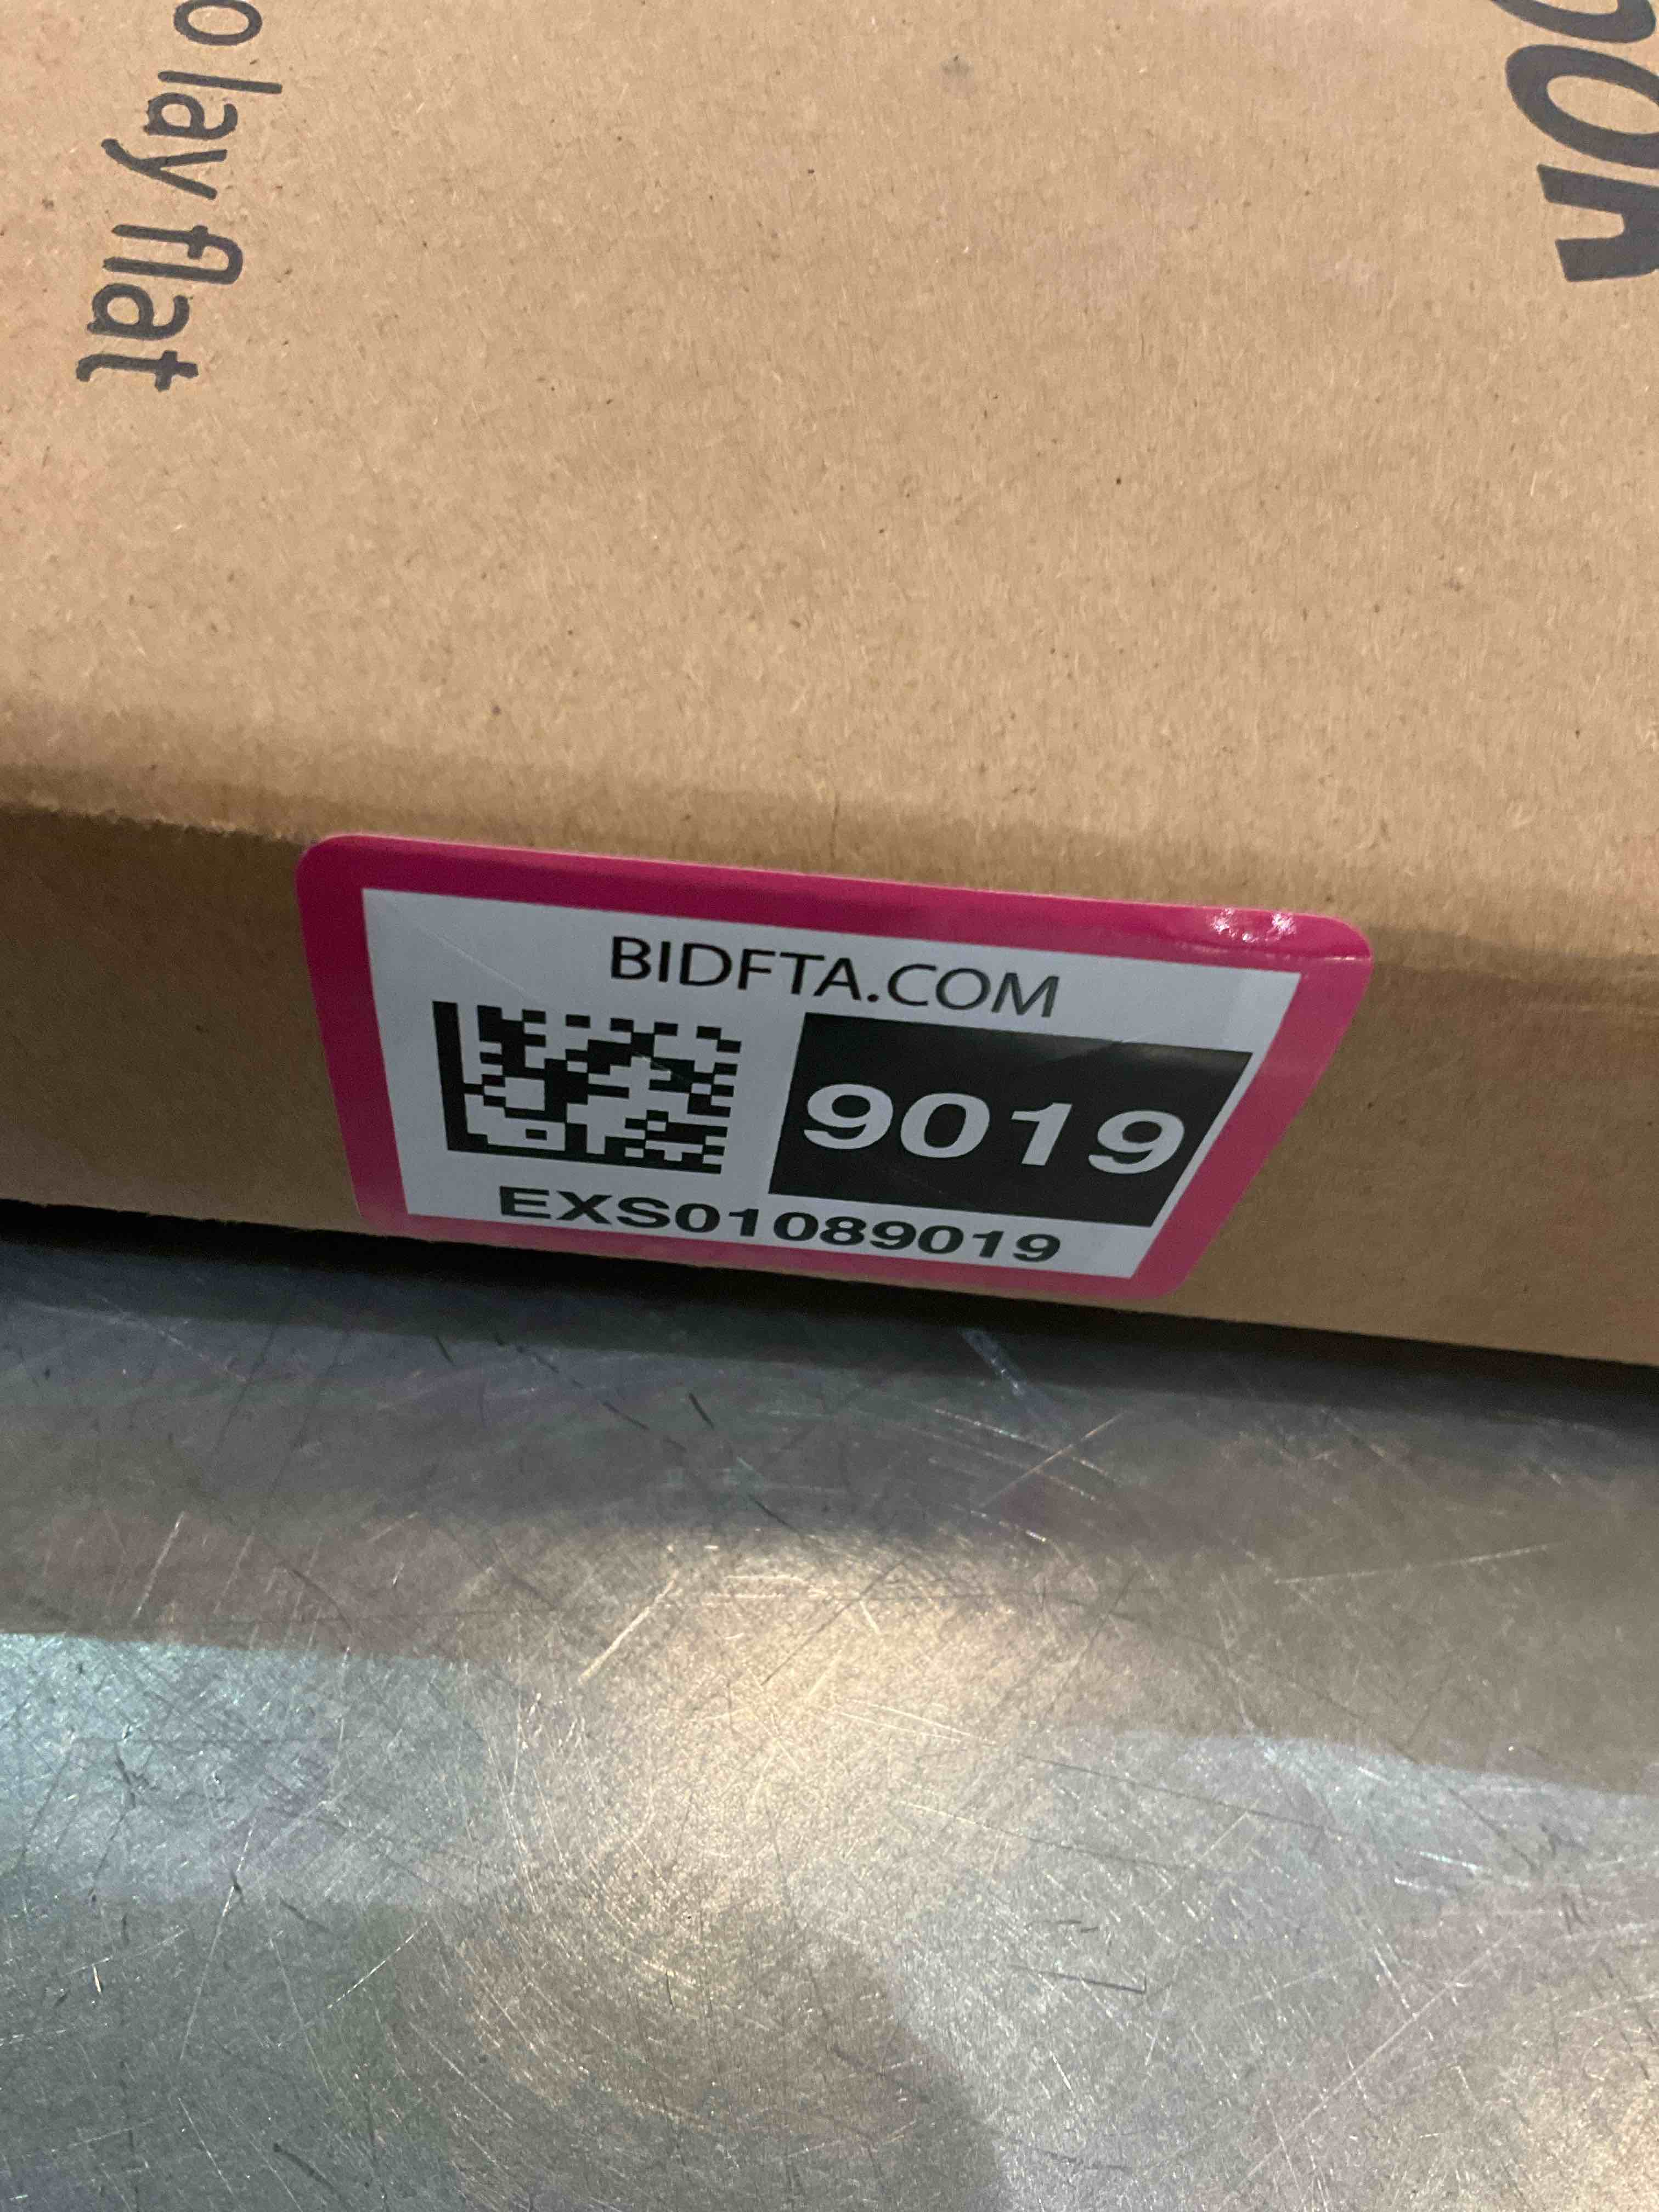 o lay flat
BIDFTA.COM
9019
EXS01089019